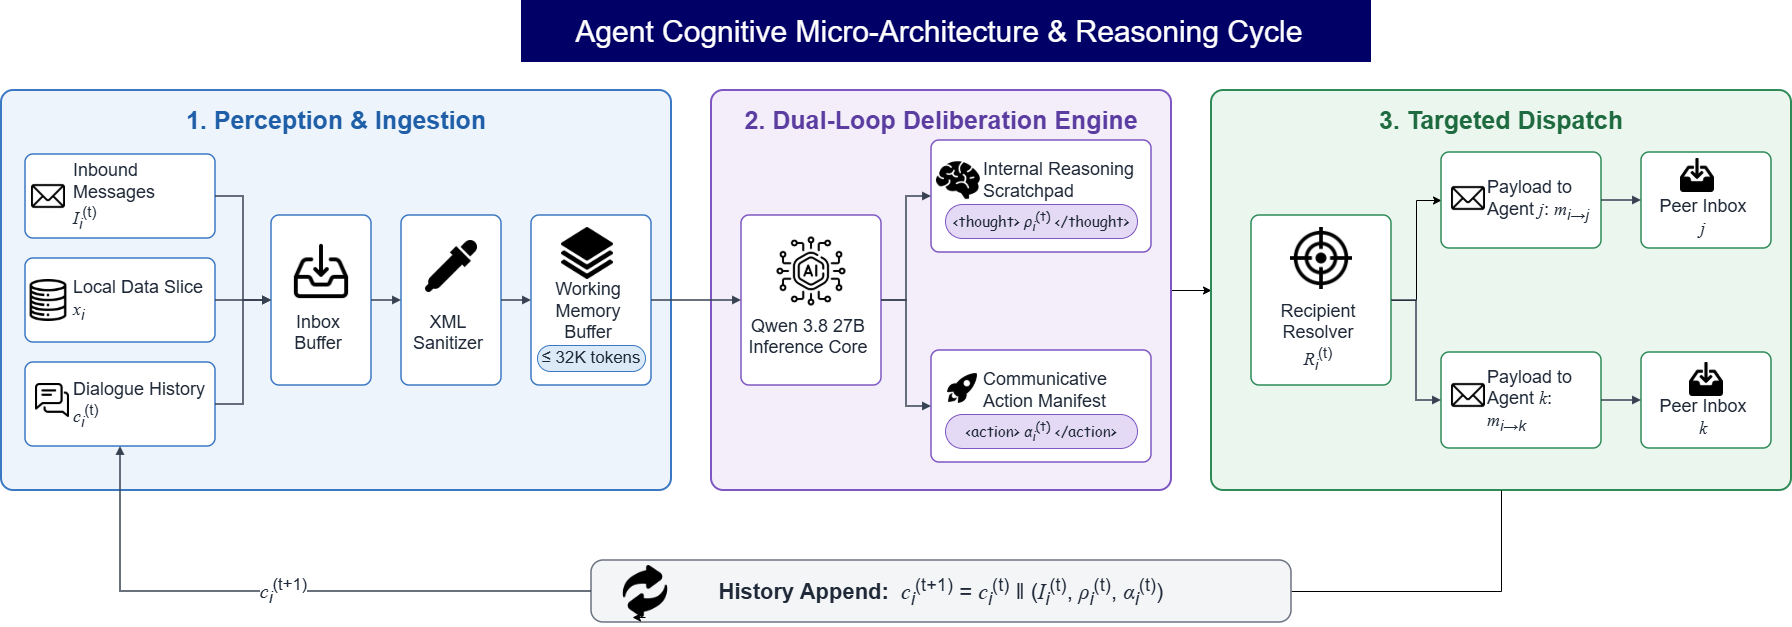 Agent Cognitive Micro-Architecture & Reasoning Cycle
1. Perception & Ingestion
Inbound
Messages
I_i^(t)
Local Data Slice
x_i
Dialogue History
c_i^(t)
Inbox
Buffer
XML
Sanitizer
Working
Memory
Buffer
≤ 32K tokens
2. Dual-Loop Deliberation Engine
AI
Qwen 3.8 27B
Inference Core
Internal Reasoning
Scratchpad
<thought> ρ_i^(t) </thought>
Communicative
Action Manifest
<action> α_i^(t) </action>
3. Targeted Dispatch
Recipient
Resolver
R_i^(t)
Payload to
Agent j: m_i→j
Peer Inbox
j
Payload to
Agent k:
m_i→k
Peer Inbox
k
c_i^(t+1)
History Append: c_i^(t+1) = c_i^(t) ∥ (I_i^(t), ρ_i^(t), α_i^(t))